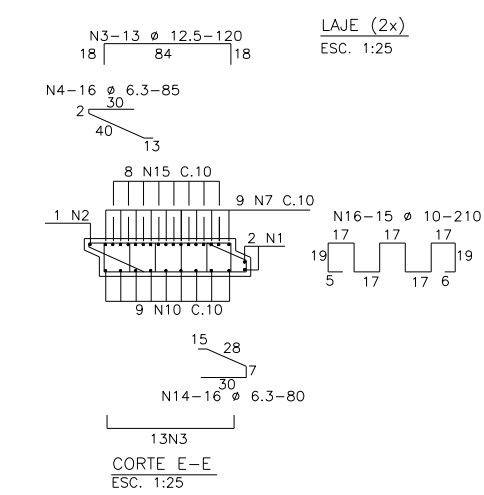 N3-13 ø 12.5-120
18 84 18
LAJE (2x)
ESC. 1:25
N4-16 ø 6.3-85
30
2
40
13
8 N15 C.10
9 N7 C.10
1 N2
2 N1
9 N10 C.10
N16-15 ø 10-210
17 17 17
19 19
5 17 17 6
15
28
7
30
N14-16 ø 6.3-80
13N3
CORTE E-E
ESC. 1:25